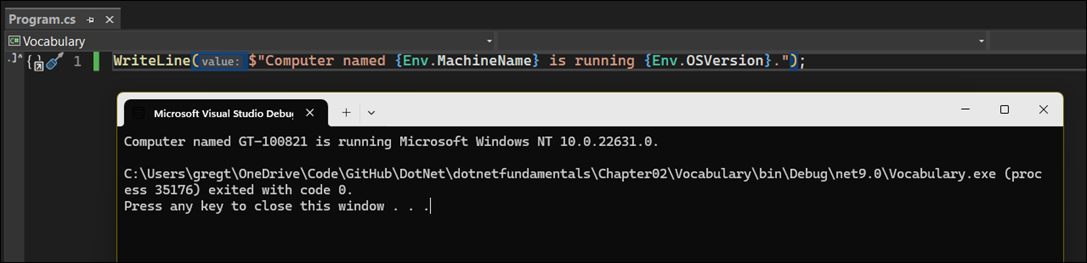 Program.cs
Vocabulary
1 WriteLine(value: $"Computer named {Env.MachineName} is running {Env.OSVersion}.");
Microsoft Visual Studio Debug
Computer named GT-100821 is running Microsoft Windows NT 10.0.22631.0.
C:\Users\gregt\OneDrive\Code\GitHub\DotNet\dotnetfundamentals\Chapter02\Vocabulary\bin\Debug\net9.0\Vocabulary.exe (proc
ess 35176) exited with code 0.
Press any key to close this window . . .